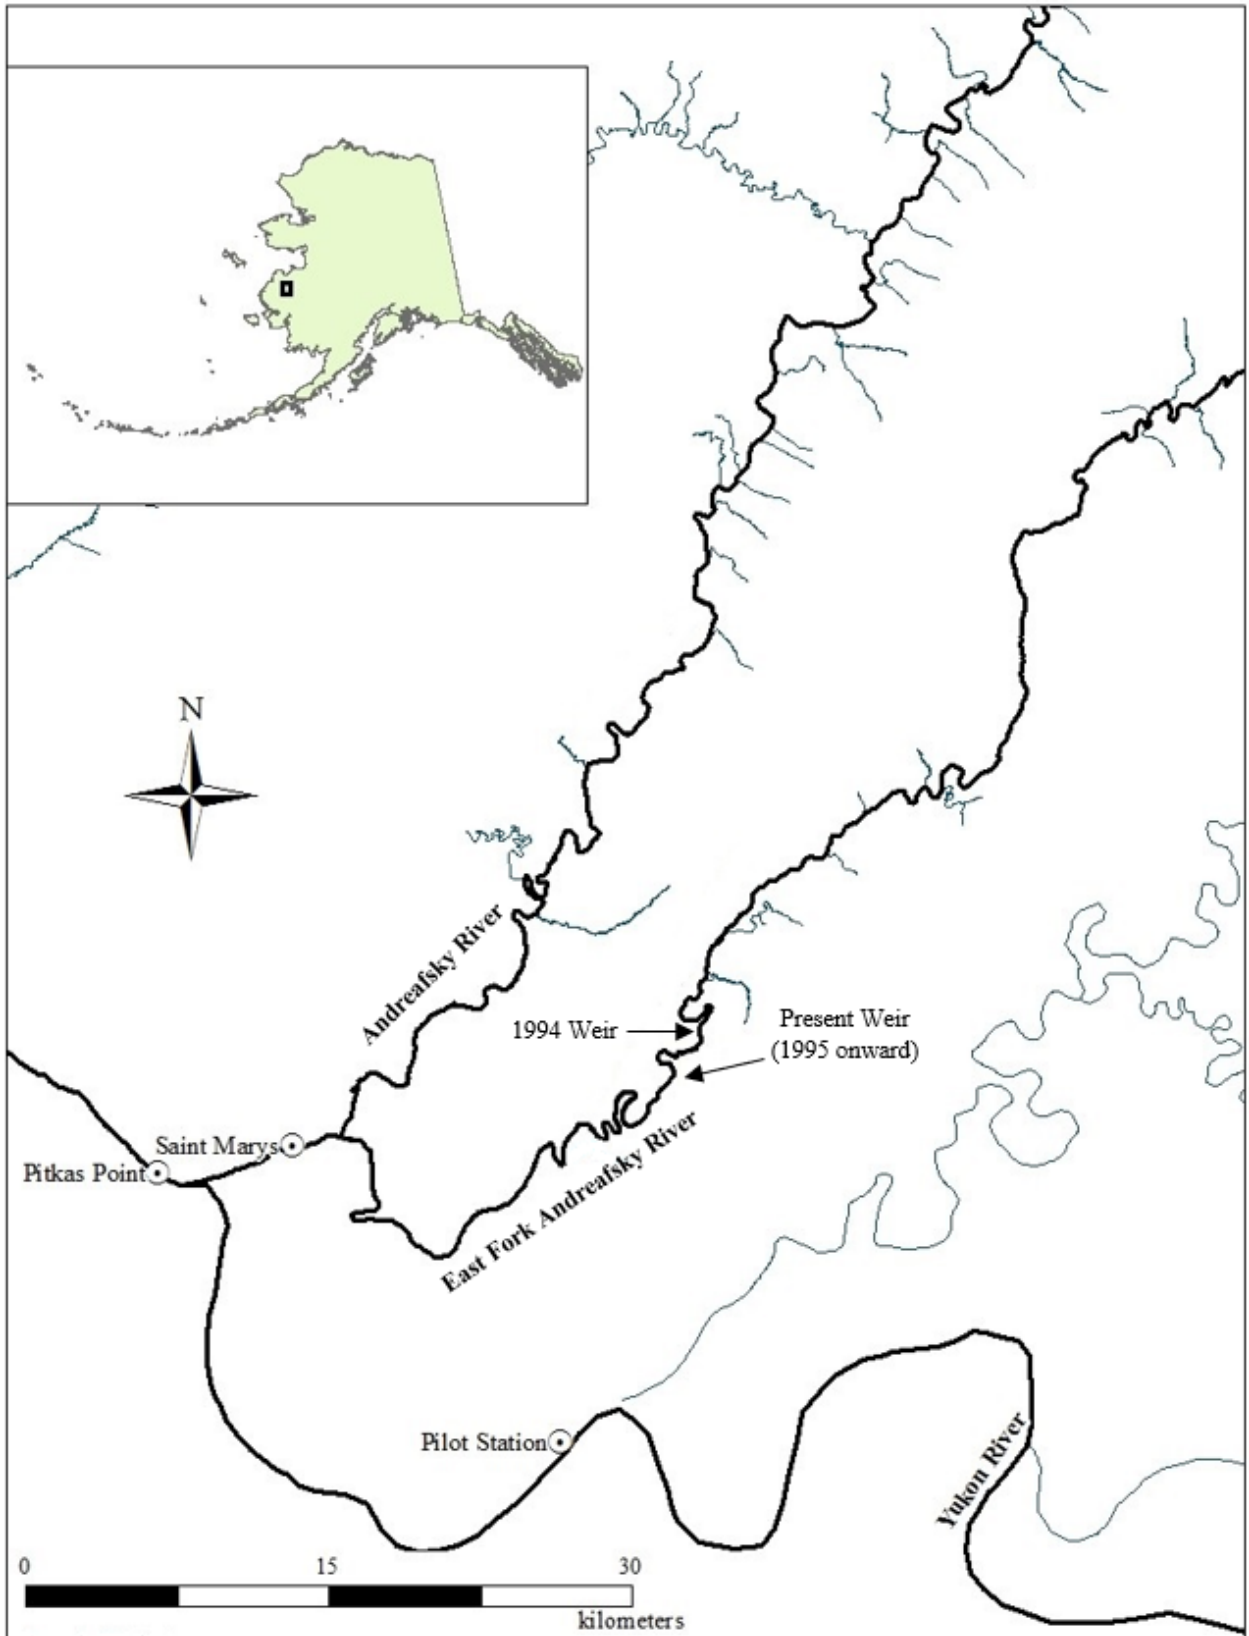 N
Andreafsky River
1994 Weir
Present Weir
(1995 onward)
Saint Marys
Pitkas Point
East Fork Andreafsky River
Pilot Station
Yukon River
0 15 30
kilometers